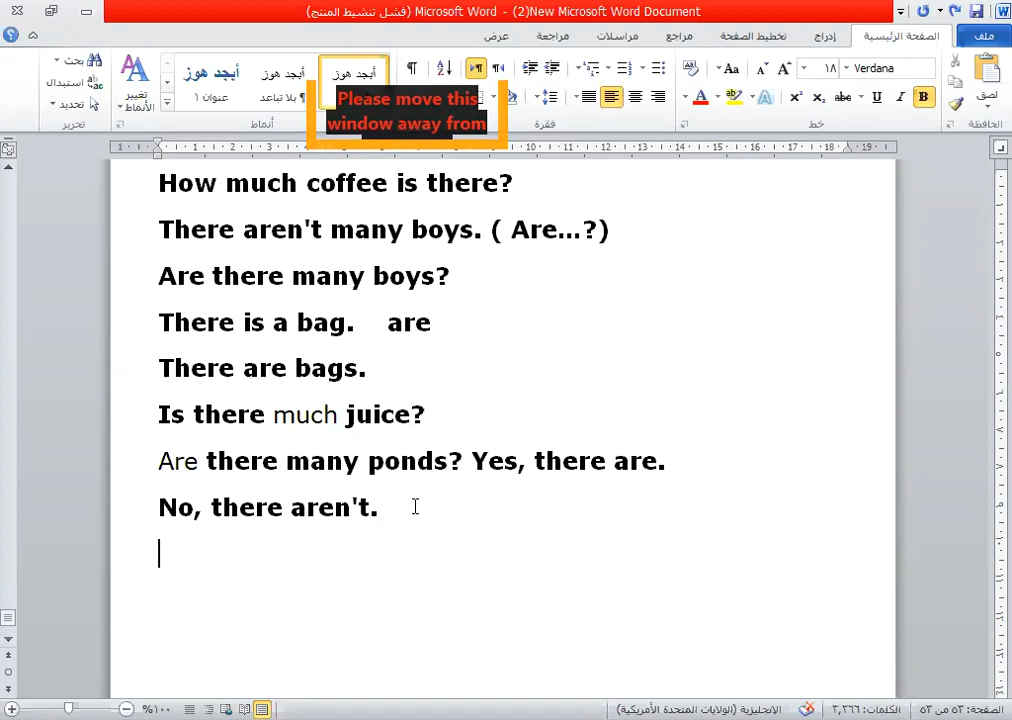 New Microsoft Word Document(2) - Microsoft Word (فشل تنشيط المنتج)
ملف
الصفحة الرئيسية
إدراج
تخطيط الصفحة
مراجع
مراسلات
مراجعة
عرض
لصق
الحافظة
Verdana
١٨
خط
فقرة
أبجد هوز
أبجد هوز
أبجد هوز
بلا تباعد
عنوان ١
تغيير الأنماط
أنماط
بحث
استبدال
تحديد
تحرير
Please move this
window away from
How much coffee is there?
There aren't many boys. ( Are...?)
Are there many boys?
There is a bag. are
There are bags.
Is there much juice?
Are there many ponds? Yes, there are.
No, there aren't.
الصفحة: ٥٣ من ٥٣
الكلمات: ٣,٢٦٦
الإنجليزية (الولايات المتحدة الأمريكية)
١٠٠%